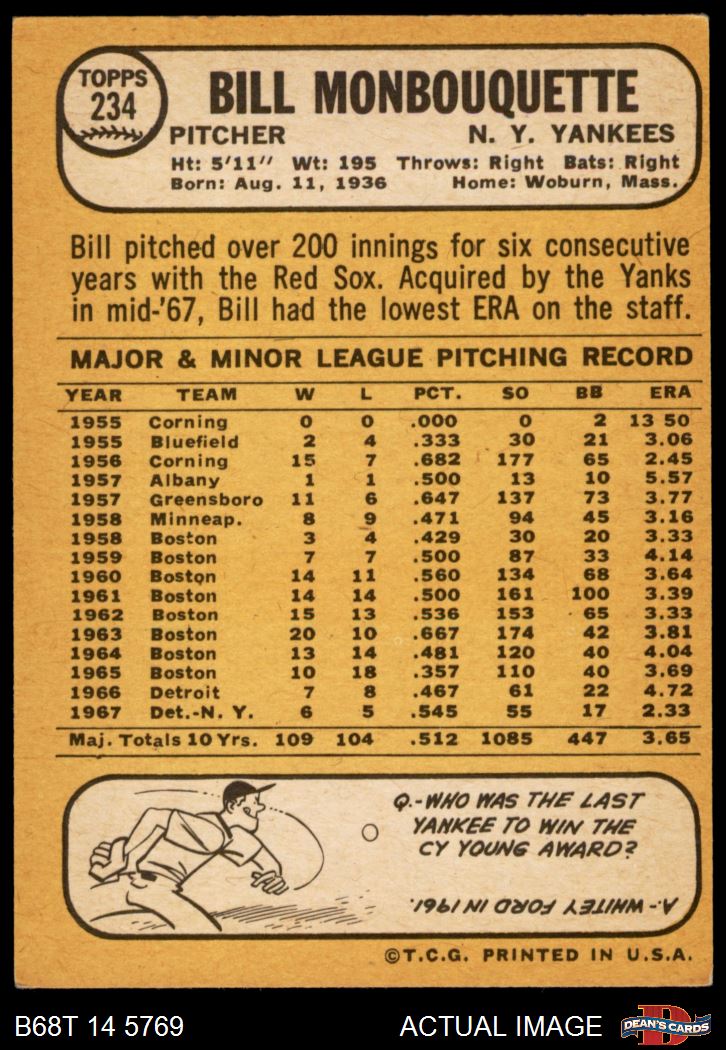 TOPPS
234
BILL MONBOUQUETTE
PITCHER N. Y. YANKEES
Ht: 5'11" Wt: 195 Throws: Right Bats: Right
Born: Aug. 11, 1936 Home: Woburn, Mass.
Bill pitched over 200 innings for six consecutive
years with the Red Sox. Acquired by the Yanks
in mid-'67, Bill had the lowest ERA on the staff.
MAJOR & MINOR LEAGUE PITCHING RECORD
YEAR TEAM W L PCT. SO BB ERA
1955 Corning 0 0 .000 0 2 13 50
1955 Bluefield 2 4 .333 30 21 3.06
1956 Corning 15 7 .682 177 65 2.45
1957 Albany 1 1 .500 13 10 5.57
1957 Greensboro 11 6 .647 137 73 3.77
1958 Minneap. 8 9 .471 94 45 3.16
1958 Boston 3 4 .429 30 20 3.33
1959 Boston 7 7 .500 87 33 4.14
1960 Boston 14 11 .560 134 68 3.64
1961 Boston 14 14 .500 161 100 3.39
1962 Boston 15 13 .536 153 65 3.33
1963 Boston 20 10 .667 174 42 3.81
1964 Boston 13 14 .481 120 40 4.04
1965 Boston 10 18 .357 110 40 3.69
1966 Detroit 7 8 .467 61 22 4.72
1967 Det.-N. Y. 6 5 .545 55 17 2.33
Maj. Totals 10 Yrs. 109 104 .512 1085 447 3.65
Q.-WHO WAS THE LAST
YANKEE TO WIN THE
CY YOUNG AWARD?
A.-WHITEY FORD IN 1961.
©T.C.G. PRINTED IN U.S.A.
B68T 14 5769 ACTUAL IMAGE
D
DEAN'S CARDS